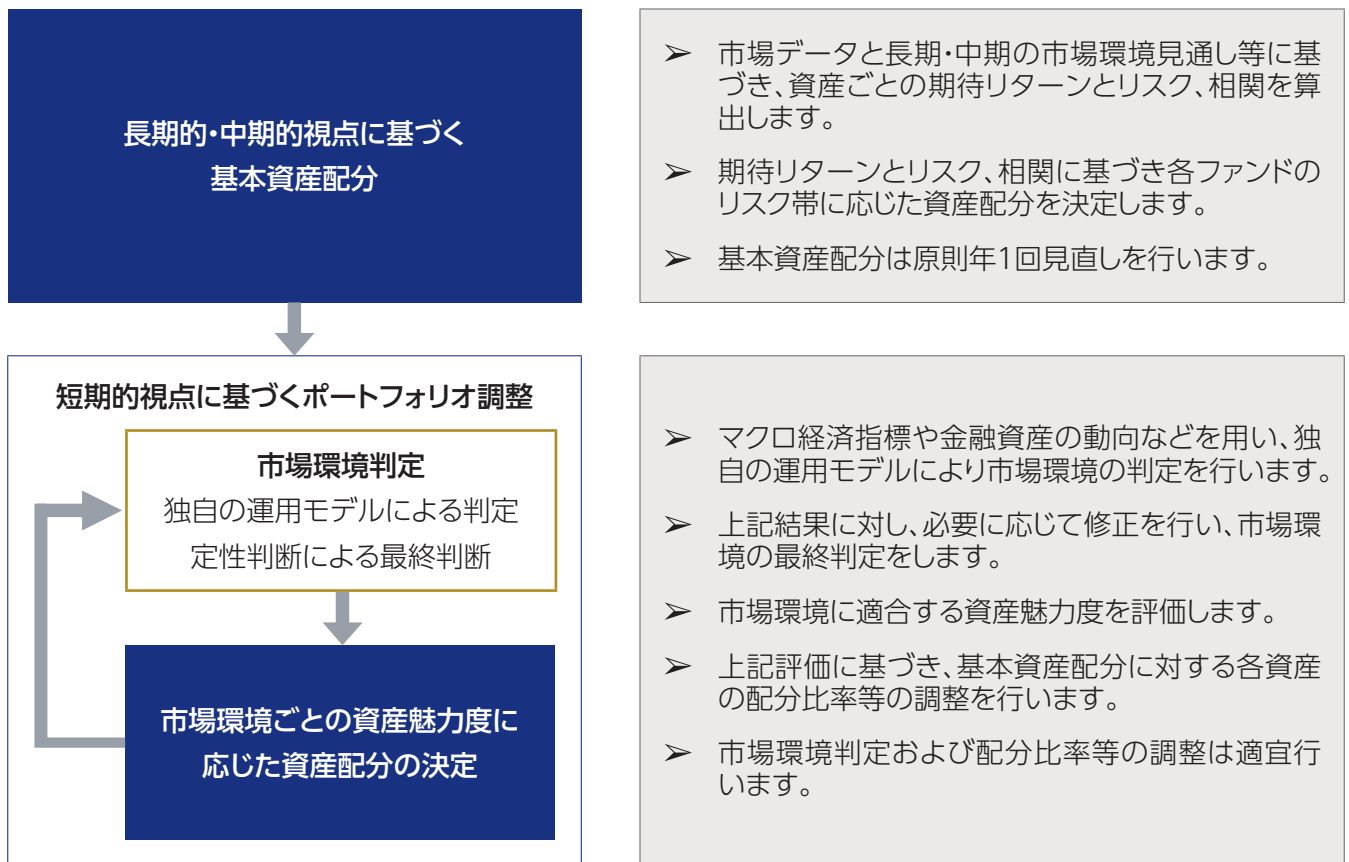 長期的・中期的視点に基づく
基本資産配分
➢ 市場データと長期・中期の市場環境見通し等に基
づき、資産ごとの期待リターンとリスク、相関を算
出します。
➢ 期待リターンとリスク、相関に基づき各ファンドの
リスク帯に応じた資産配分を決定します。
➢ 基本資産配分は原則年1回見直しを行います。
短期的視点に基づくポートフォリオ調整
市場環境判定
独自の運用モデルによる判定
定性判断による最終判断
市場環境ごとの資産魅力度に
応じた資産配分の決定
➢ マクロ経済指標や金融資産の動向などを用い、独
自の運用モデルにより市場環境の判定を行います。
➢ 上記結果に対し、必要に応じて修正を行い、市場環
境の最終判定をします。
➢ 市場環境に適合する資産魅力度を評価します。
➢ 上記評価に基づき、基本資産配分に対する各資産
の配分比率等の調整を行います。
➢ 市場環境判定および配分比率等の調整は適宜行
います。